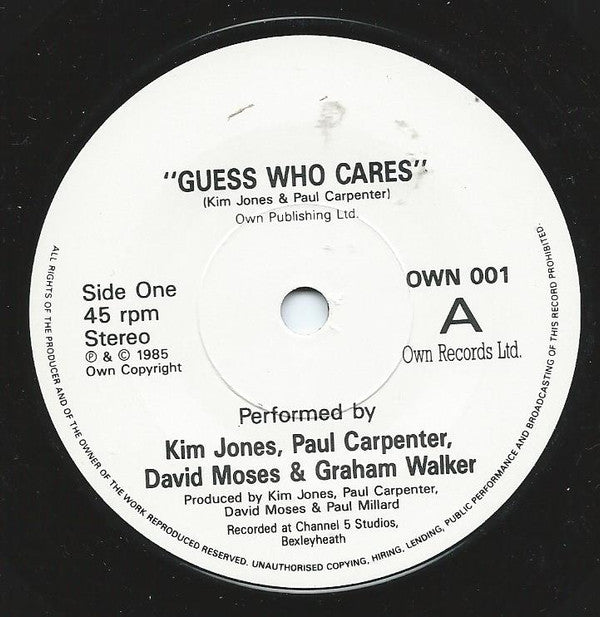 "GUESS WHO CARES"
(Kim Jones & Paul Carpenter)
Own Publishing Ltd.
Side One
45 rpm
Stereo
℗ & © 1985
Own Copyright
OWN 001
A
Own Records Ltd.
Performed by
Kim Jones, Paul Carpenter,
David Moses & Graham Walker
Produced by Kim Jones, Paul Carpenter,
David Moses & Paul Millard
Recorded at Channel 5 Studios,
Bexleyheath
ALL RIGHTS OF THE PRODUCER AND OF THE OWNER OF THE WORK REPRODUCED RESERVED. UNAUTHORISED COPYING, HIRING, LENDING, PUBLIC PERFORMANCE AND BROADCASTING OF THIS RECORD PROHIBITED.